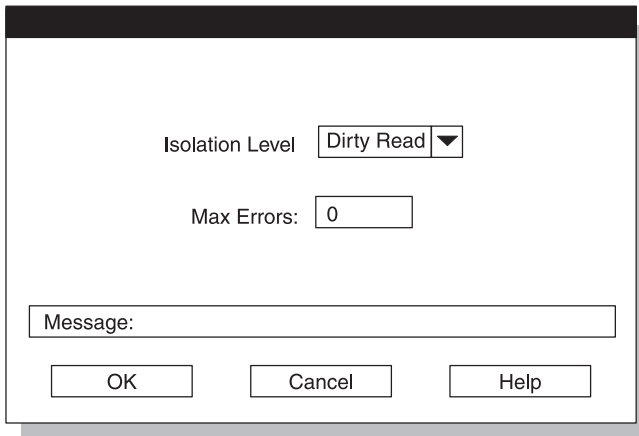 Isolation Level Dirty Read
Max Errors: 0
Message:
OK Cancel Help